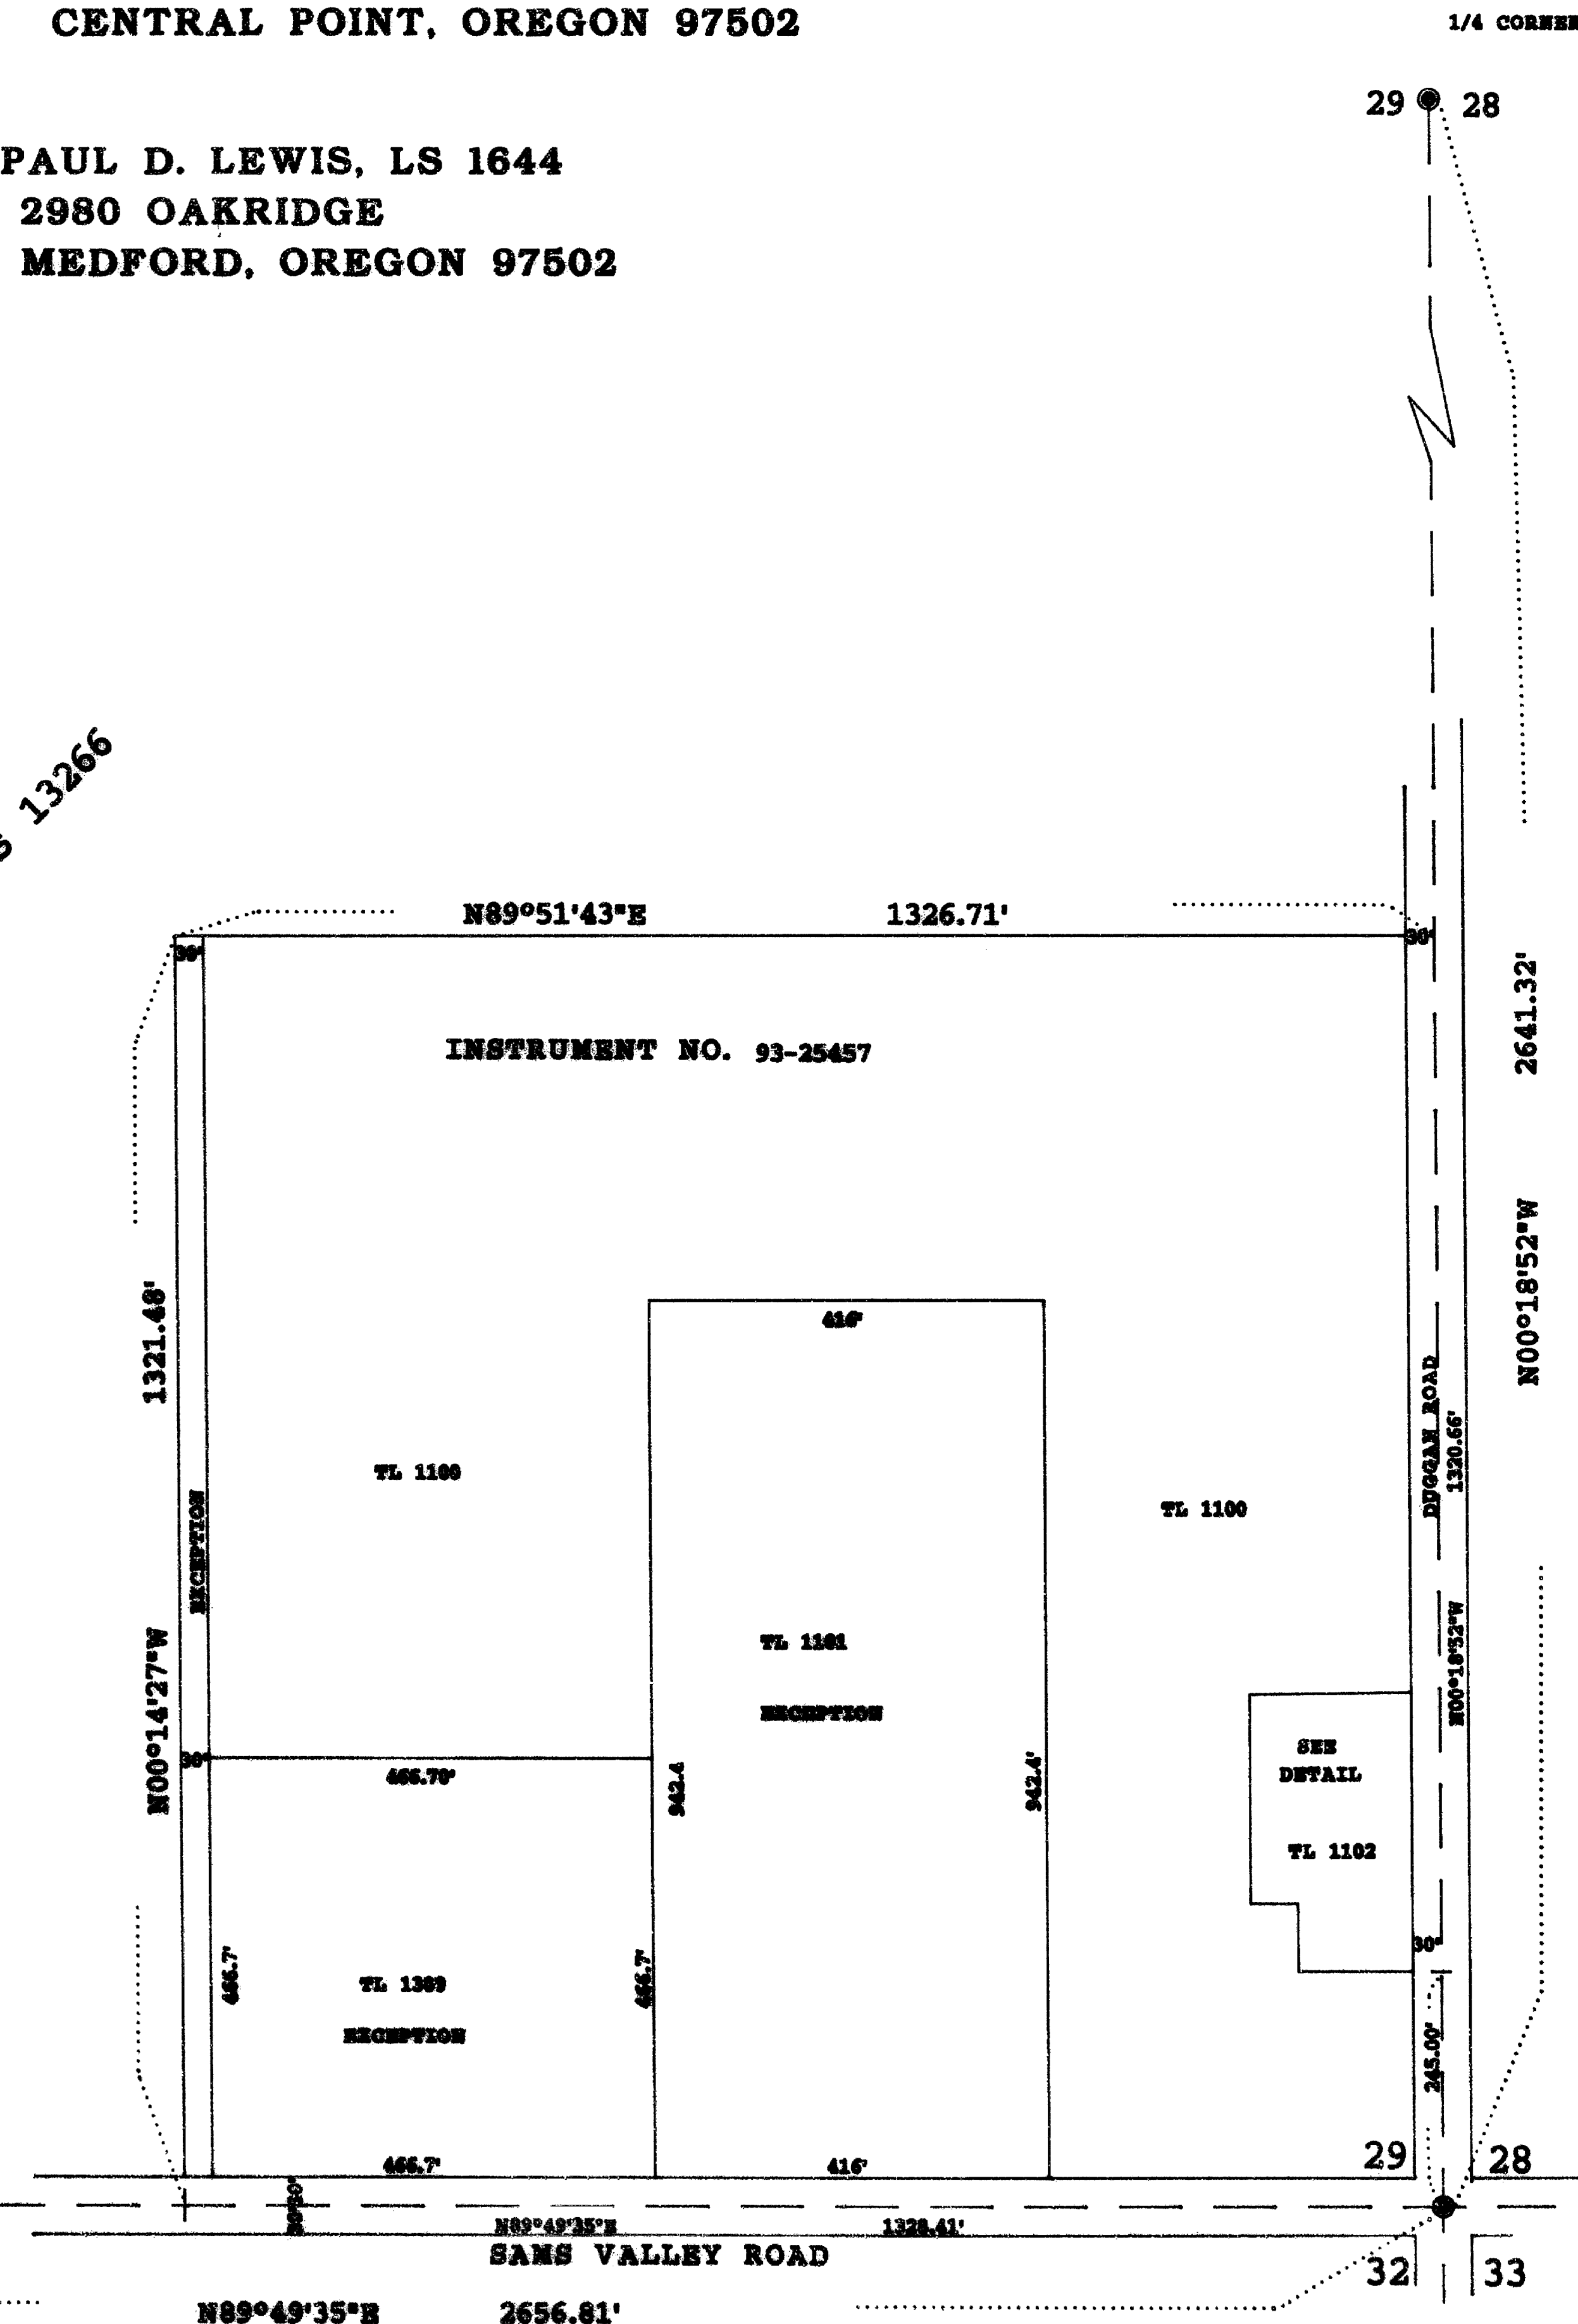 CENTRAL POINT, OREGON 97502
1/4 CORNER
29 28
PAUL D. LEWIS, LS 1644
2980 OAKRIDGE
MEDFORD, OREGON 97502
13266
N89°51'43"E 1326.71'
30'
30'
2641.32'
INSTRUMENT NO. 93-25457
N00°18'52"W
1321.48'
416'
DUGGAN ROAD
1320.66'
TL 1100
TL 1100
EXCEPTION
N00°14'27"W
N00°18'52"W
TL 1101
EXCEPTION
SEE
DETAIL
30'
466.70'
942.4
942.4'
TL 1102
30'
466.7'
466.7'
TL 1309
EXCEPTION
245.00'
29 28
466.7'
416'
N89°49'35"E 1328.41'
SAMS VALLEY ROAD
32 33
N89°49'35"E 2656.81'